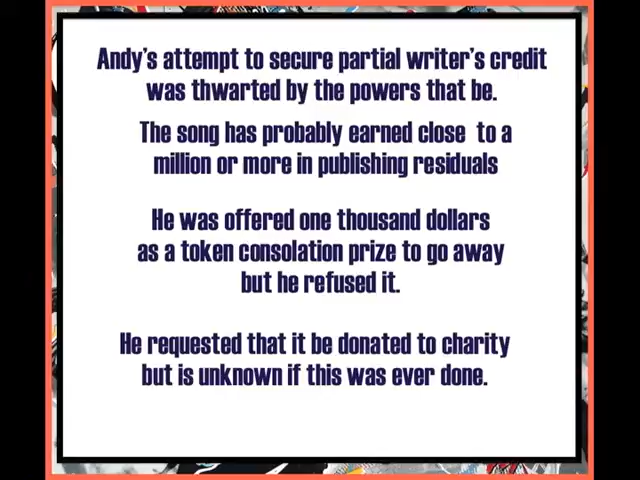 Andy's attempt to secure partial writer's credit
was thwarted by the powers that be.
The song has probably earned close to a
million or more in publishing residuals
He was offered one thousand dollars
as a token consolation prize to go away
but he refused it.
He requested that it be donated to charity
but is unknown if this was ever done.